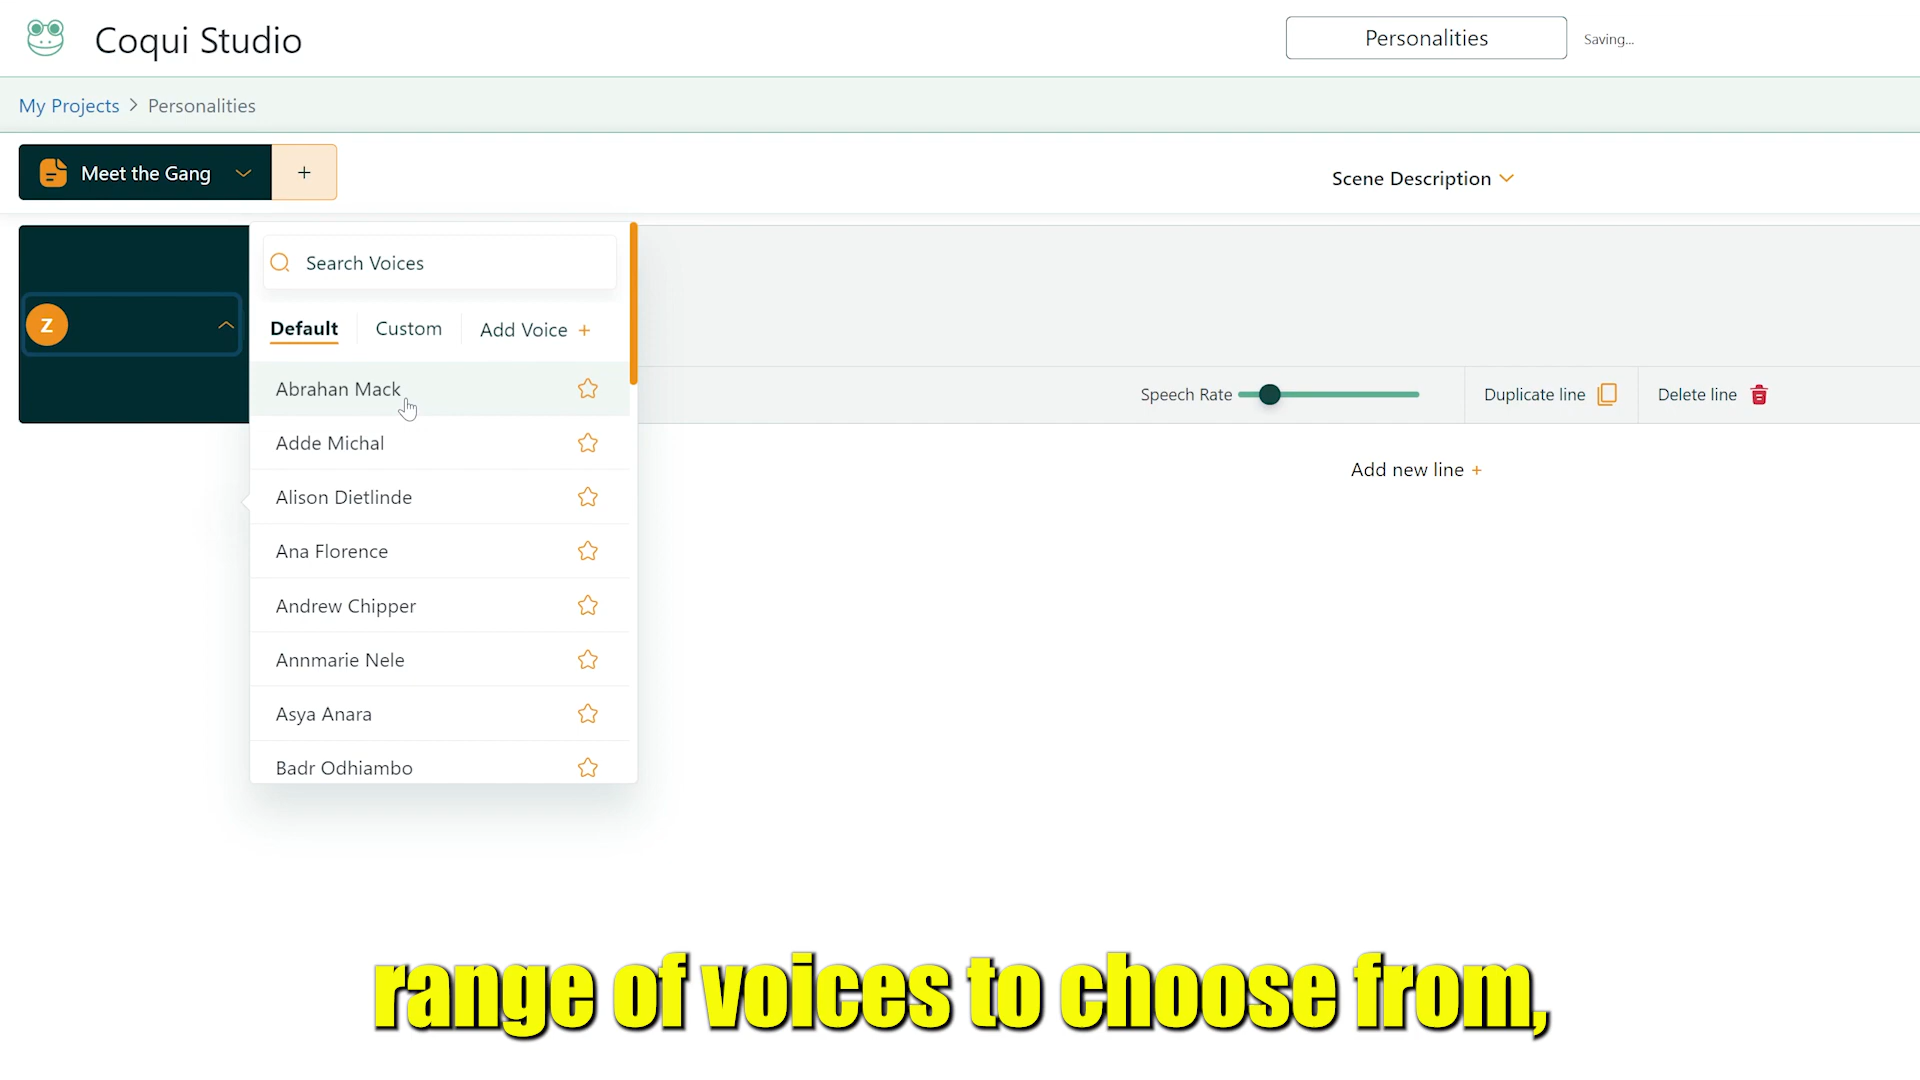 Coqui Studio
Personalities
Saving...
My Projects > Personalities
Meet the Gang
+
Scene Description
Search Voices
Z
Default
Custom
Add Voice +
Abrahan Mack
Speech Rate
Duplicate line
Delete line
Adde Michal
Add new line +
Alison Dietlinde
Ana Florence
Andrew Chipper
Annmarie Nele
Asya Anara
Badr Odhiambo
range of voices to choose from,